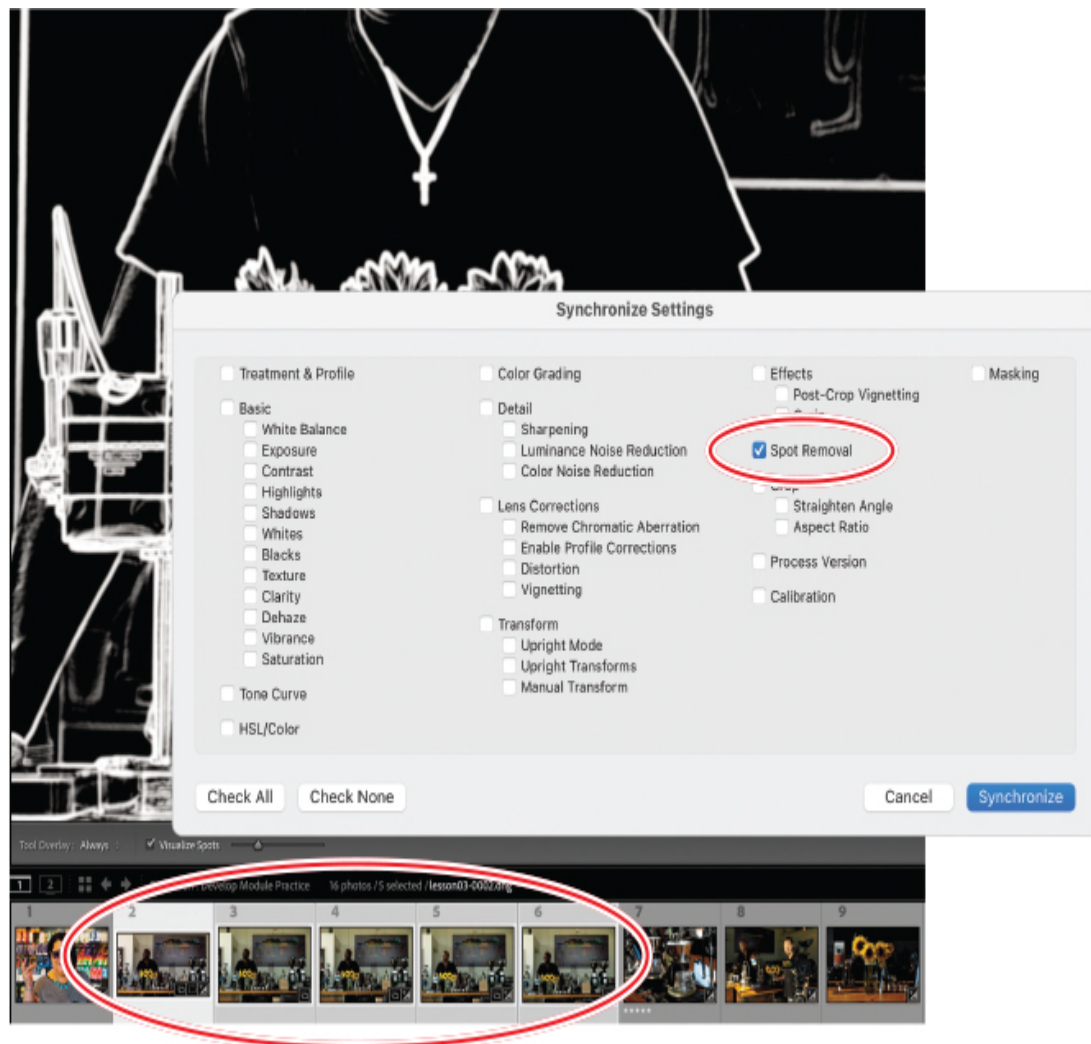 Synchronize Settings
Treatment & Profile
Basic
White Balance
Exposure
Contrast
Highlights
Shadows
Whites
Blacks
Texture
Clarity
Dehaze
Vibrance
Saturation
Tone Curve
HSL/Color
Color Grading
Detail
Sharpening
Luminance Noise Reduction
Color Noise Reduction
Lens Corrections
Remove Chromatic Aberration
Enable Profile Corrections
Distortion
Vignetting
Transform
Upright Mode
Upright Transforms
Manual Transform
Effects
Post-Crop Vignetting
Spot Removal
Crop
Straighten Angle
Aspect Ratio
Process Version
Calibration
Masking
Check All Check None Cancel Synchronize
Tool Overlay: Always Visualize Spots
1 2 Develop Module Practice 16 photos / 5 selected / lesson03-0002.dng
1 2 3 4 5 6 7 8 9